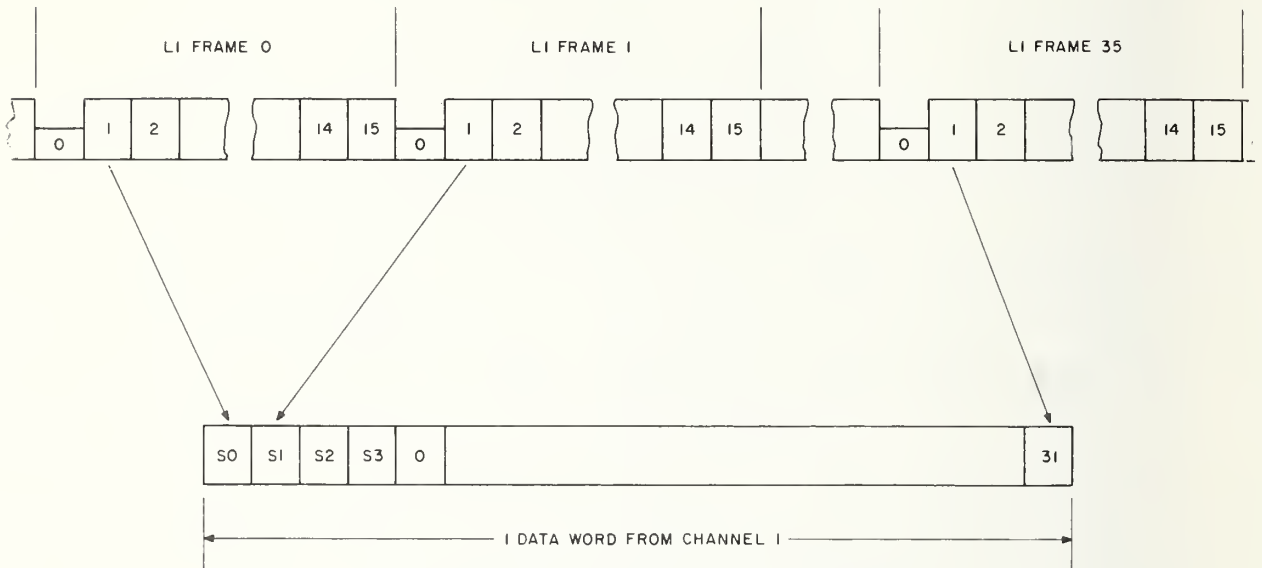 L1 FRAME 0 L1 FRAME 1 L1 FRAME 35
0 1 2 14 15 0 1 2 14 15 0 1 2 14 15
S0 S1 S2 S3 0 31
1 DATA WORD FROM CHANNEL 1